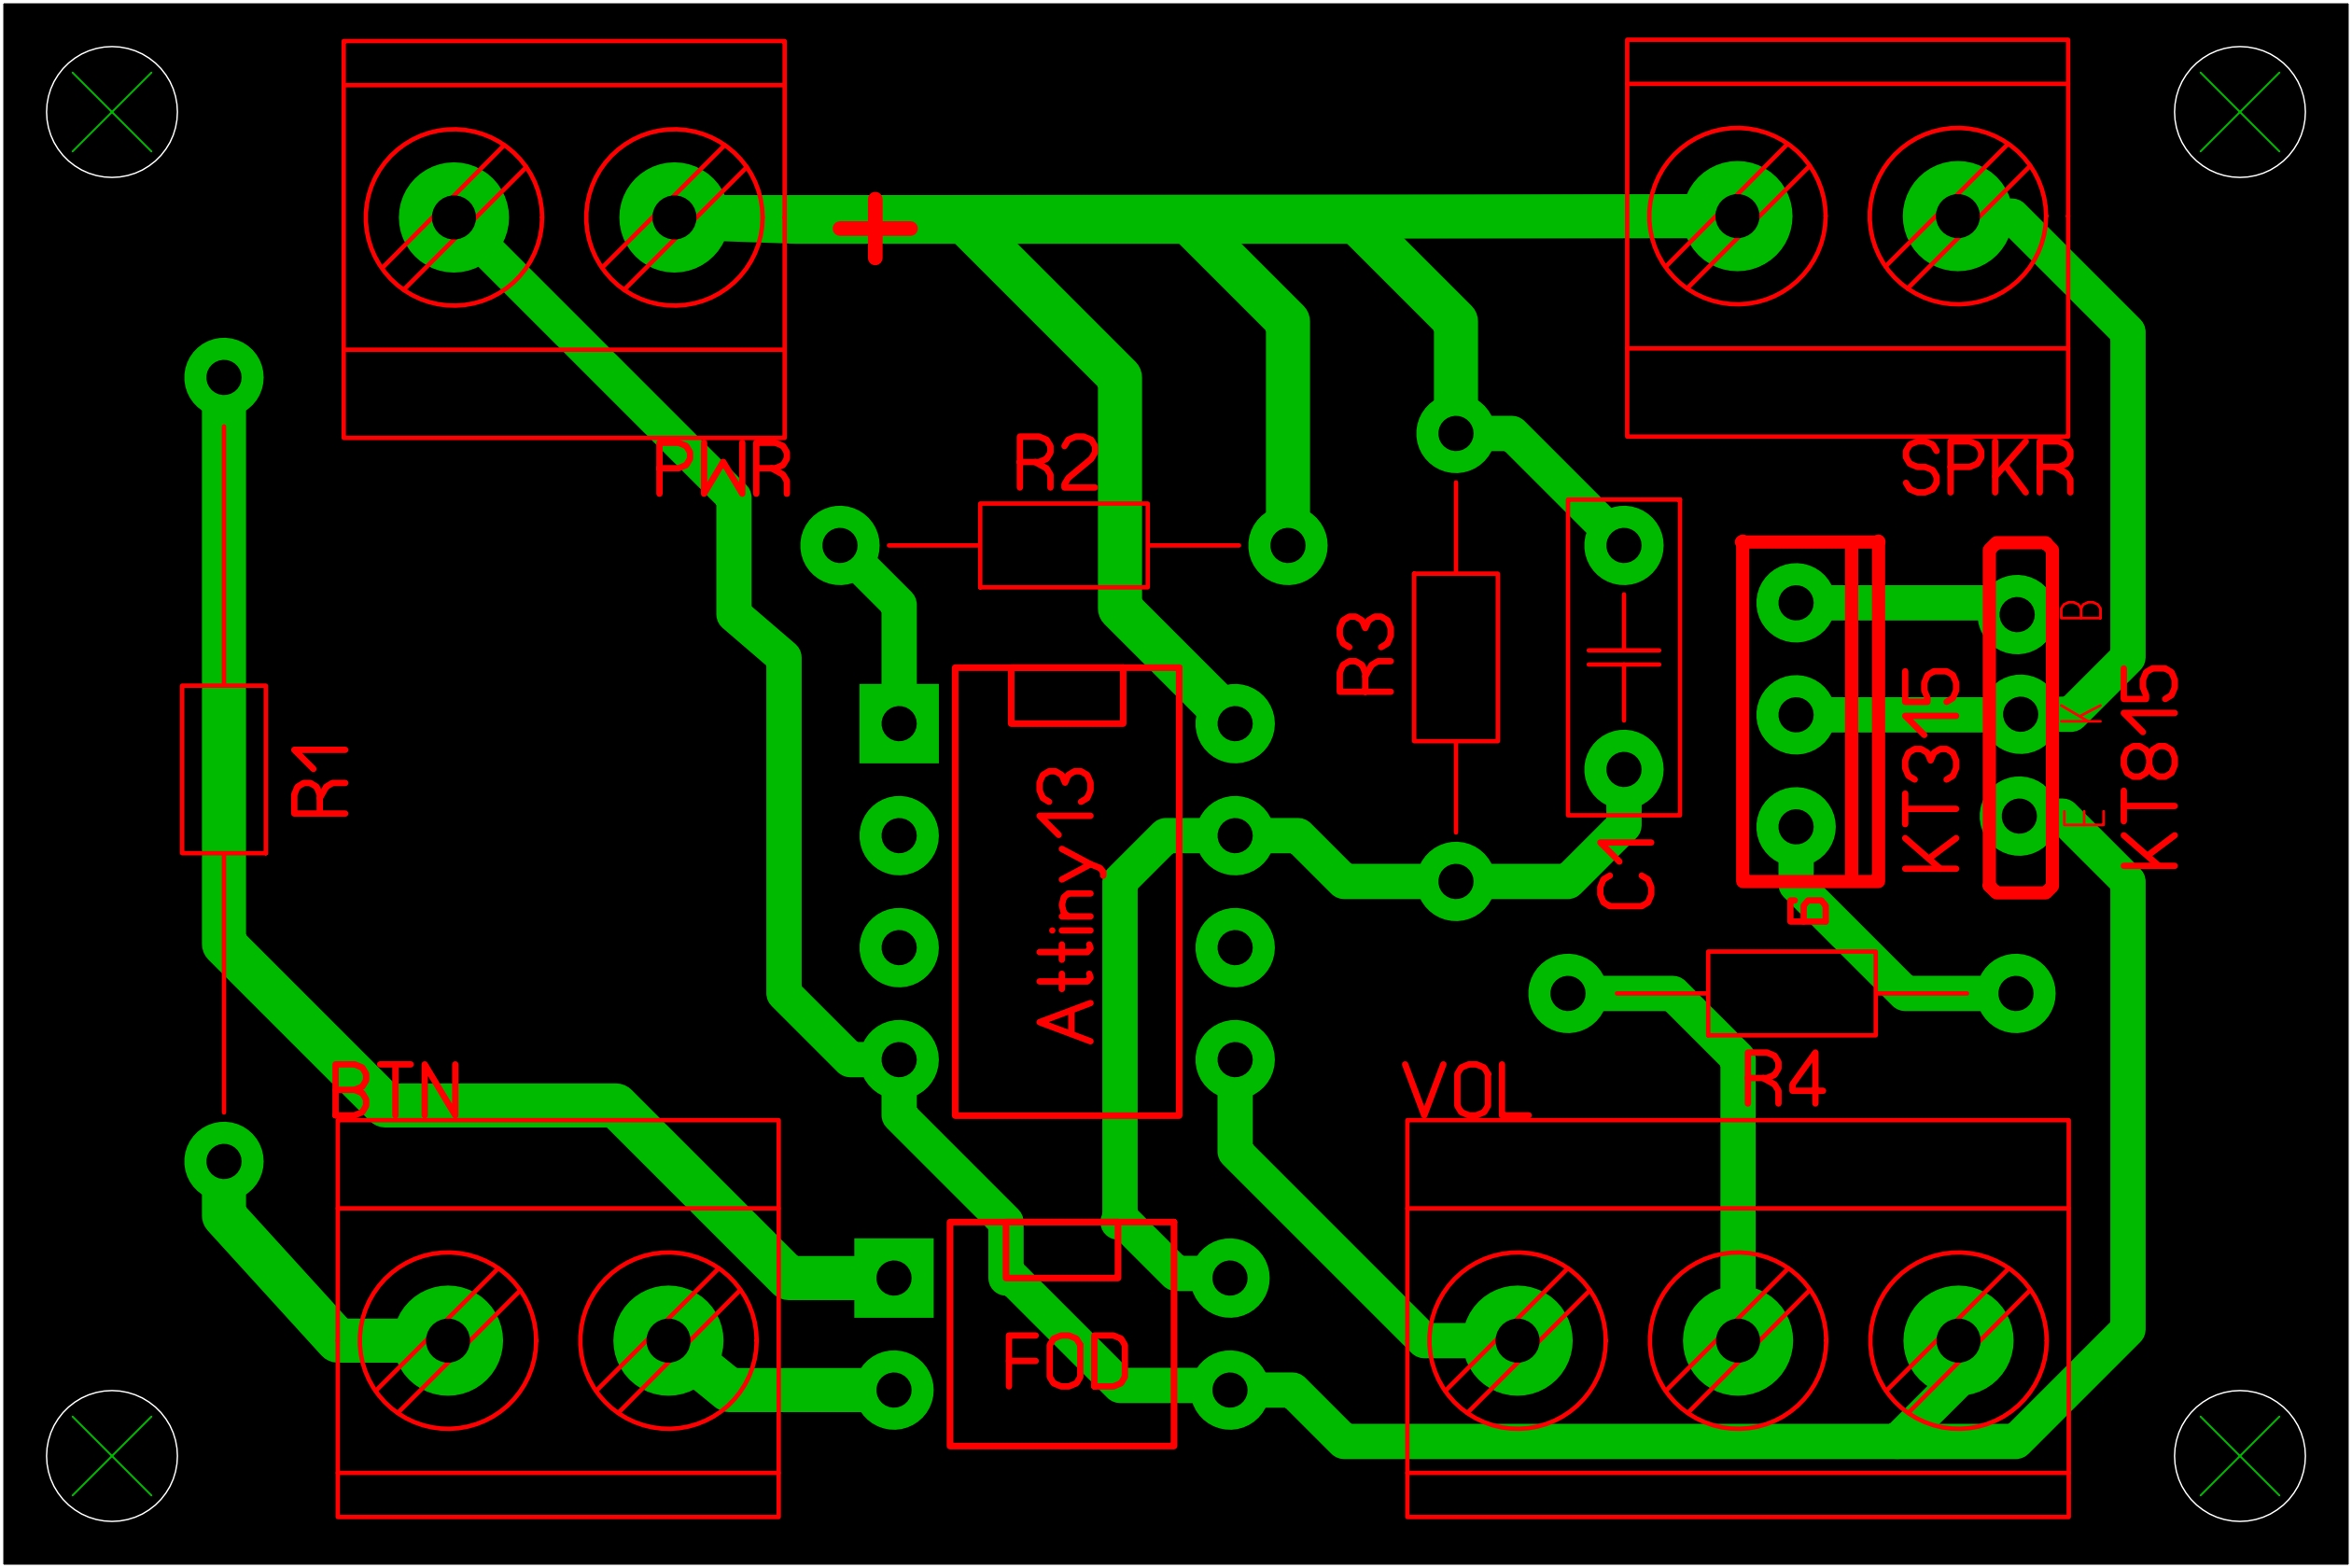 +
PWR
SPKR
R2
R3
B
K
E
R1
KT315
KT815
Attiny13
C1
R4
BTN
VOL
FOD